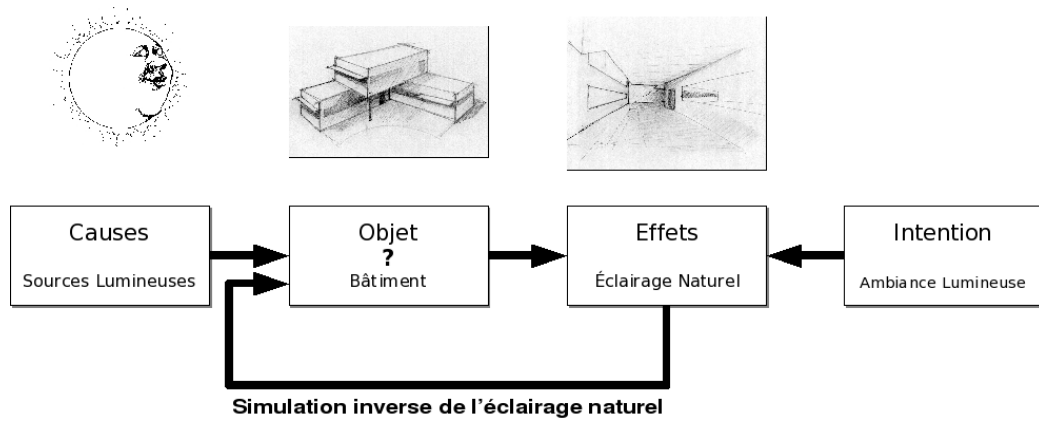 Causes
Sources Lumineuses
Objet
?
Bâtiment
Effets
Éclairage Naturel
Intention
Ambiance Lumineuse
Simulation inverse de l'éclairage naturel